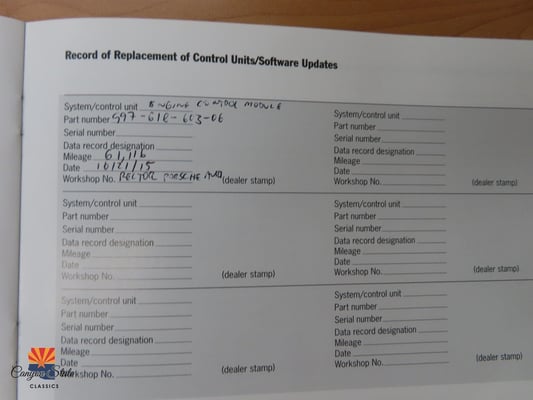 Record of Replacement of Control Units/Software Updates
System/control unit ENGINE CONTROL MODULE
Part number 997-618-603-06
Serial number
Data record designation
Mileage 61,116
Date 10/21/15
Workshop No. RECTOR PORSCHE (dealer stamp)
System/control unit
Part number
Serial number
Data record designation
Mileage
Date
Workshop No. (dealer stamp)
System/control unit
Part number
Serial number
Data record designation
Mileage
Date
Workshop No. (dealer stamp)
System/control unit
Part number
Serial number
Data record designation
Mileage
Date
Workshop No. (dealer stamp)
System/control unit
Part number
Serial number
Data record designation
Mileage
Date
Workshop No. (dealer stamp)
System/control unit
Part number
Serial number
Data record designation
Mileage
Date
Workshop No. (dealer stamp)
Canyon State
CLASSICS